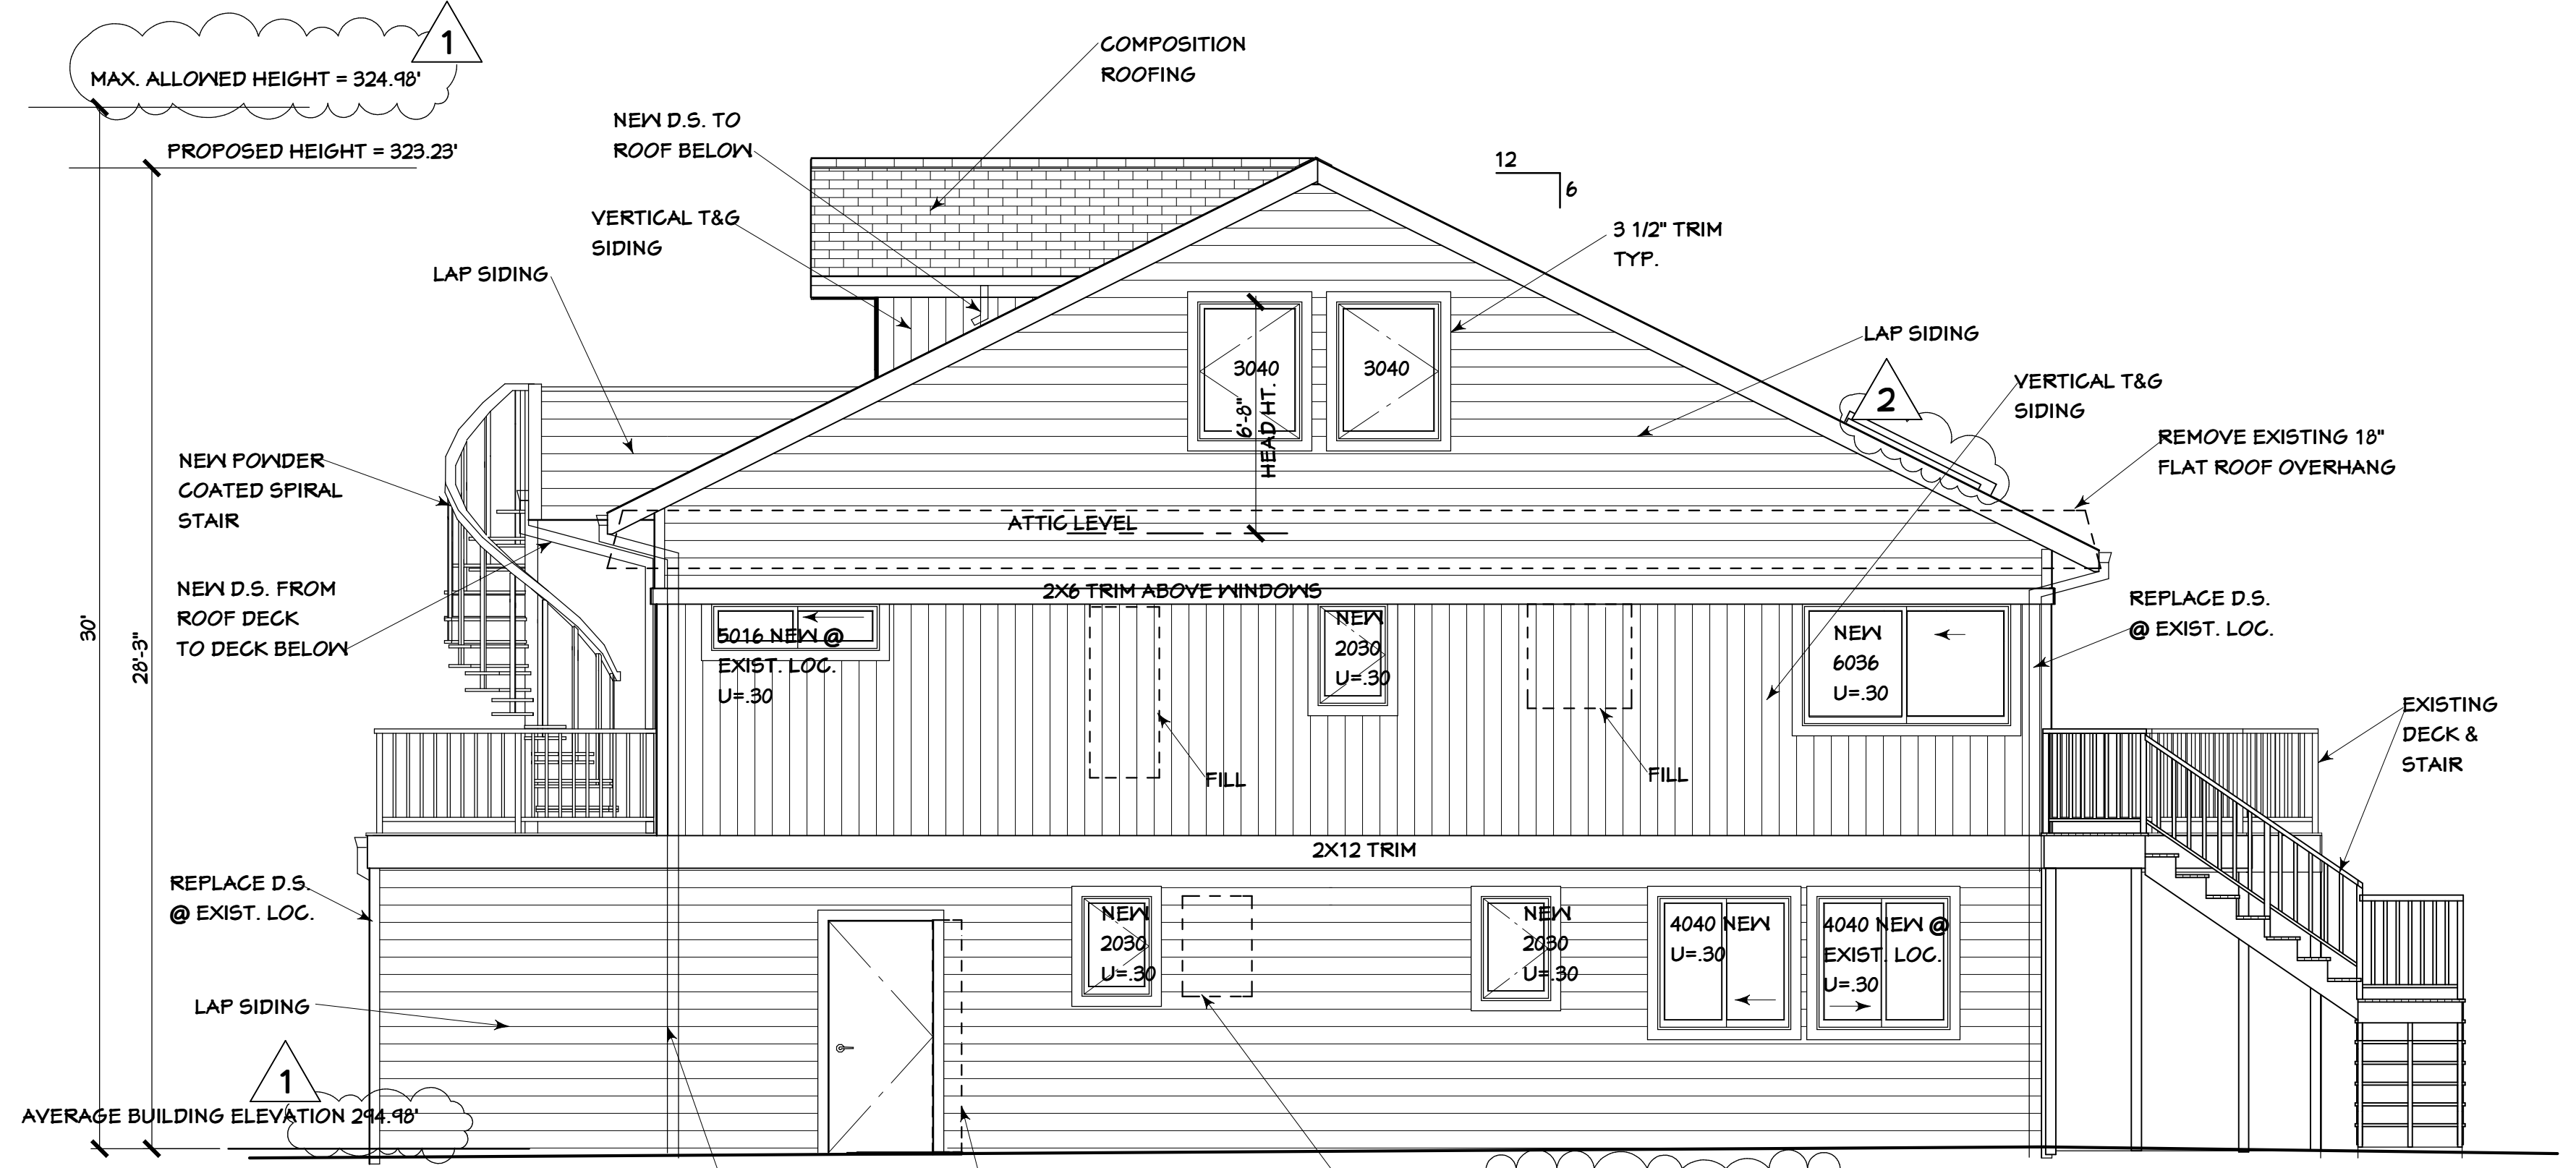 1
MAX. ALLOWED HEIGHT = 324.98'
PROPOSED HEIGHT = 323.23'
COMPOSITION
ROOFING
NEW D.S. TO
ROOF BELOW
12
6
VERTICAL T&G
SIDING
3 1/2" TRIM
TYP.
LAP SIDING
LAP SIDING
3040
3040
6'-8"
HEAD HT.
2
VERTICAL T&G
SIDING
REMOVE EXISTING 18"
FLAT ROOF OVERHANG
NEW POWDER
COATED SPIRAL
STAIR
ATTIC LEVEL
NEW D.S. FROM
ROOF DECK
TO DECK BELOW
2X6 TRIM ABOVE WINDOWS
REPLACE D.S.
@ EXIST. LOC.
30'
28'-3"
5016 NEW @
EXIST. LOC.
U=.30
NEW
2030
U=.30
NEW
6036
U=.30
EXISTING
DECK &
STAIR
FILL
FILL
2X12 TRIM
REPLACE D.S.
@ EXIST. LOC.
NEW
2030
U=.30
NEW
2030
U=.30
4040 NEW
U=.30
4040 NEW @
EXIST. LOC.
U=.30
LAP SIDING
1
AVERAGE BUILDING ELEVATION 294.98'